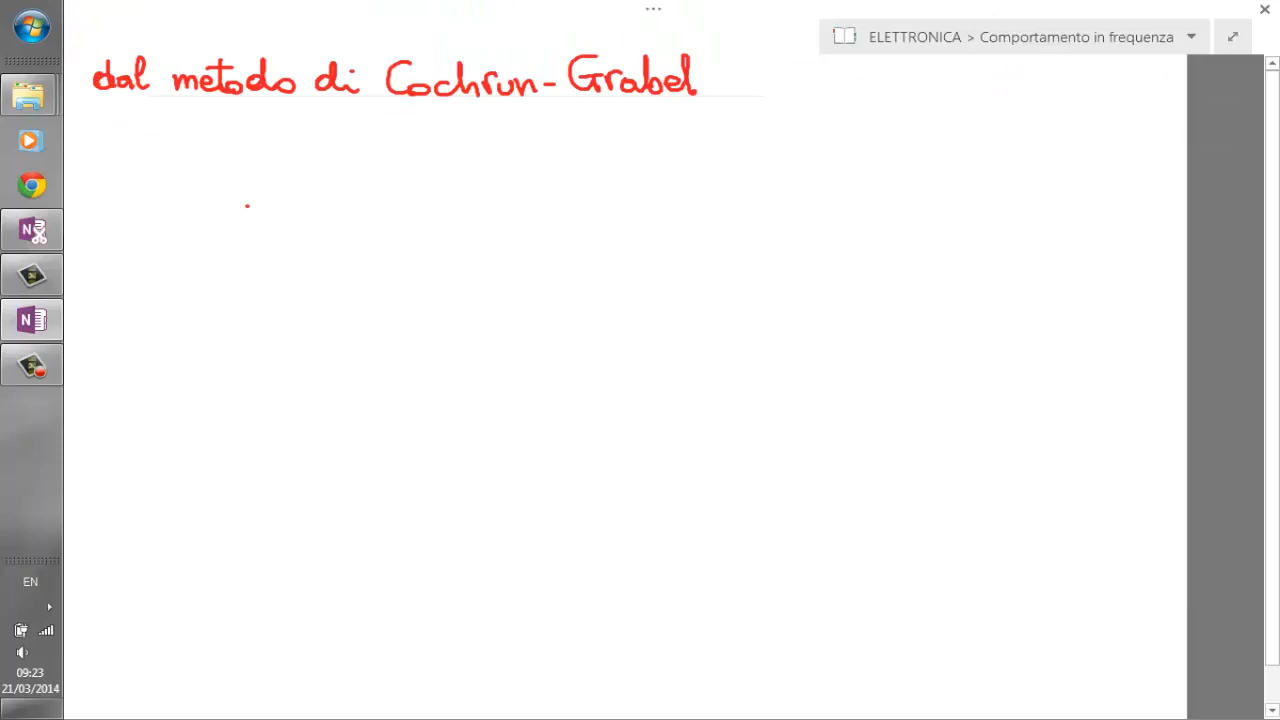 ELETTRONICA > Comportamento in frequenza
dal metodo di Cochrun-Grabel
EN
09:23
21/03/2014